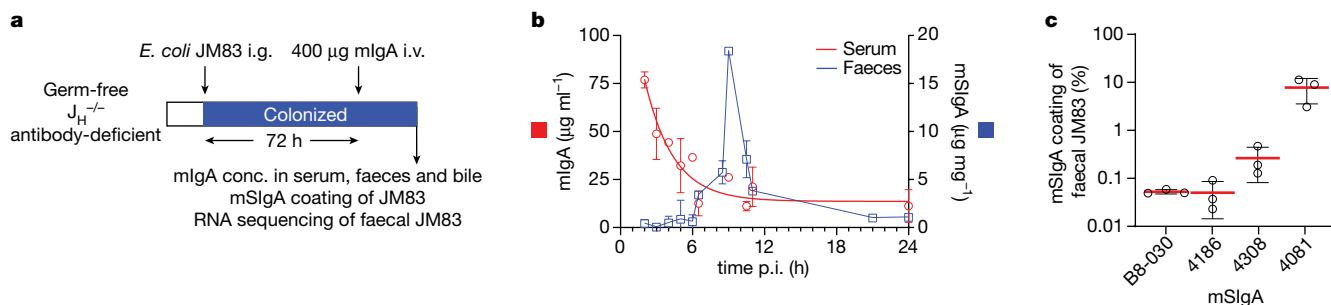 a
E. coli JM83 i.g.
400 μg mIgA i.v.
Germ-free
J_H^−/−
antibody-deficient
Colonized
72 h
mIgA conc. in serum, faeces and bile
mSIgA coating of JM83
RNA sequencing of faecal JM83
b
mIgA (μg ml⁻¹)
100
75
50
25
0
Serum
Faeces
20
15
10
5
0
mSIgA (μg mg⁻¹)
0
6
12
18
24
time p.i. (h)
c
mSIgA coating of
faecal JM83 (%)
100
10
1
0.10
0.01
B8-030
4186
4308
4081
mSIgA